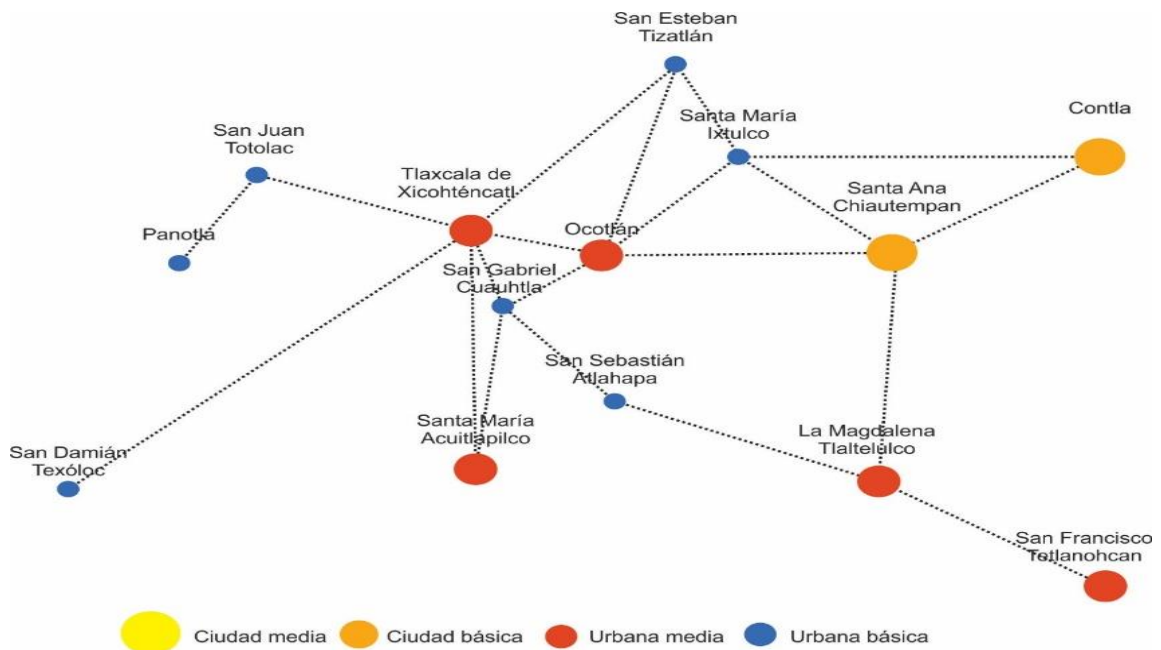 San Esteban
Tizatlán
Santa María
Ixtulco
Contla
San Juan
Totolac
Tlaxcala de
Xicohténcatl
Santa Ana
Chiautempan
Panotla
Ocotlán
San Gabriel
Cuauhtla
San Sebastián
Atlahapa
Santa María
Acuitlapilco
La Magdalena
Tlaltelulco
San Damián
Texóloc
San Francisco
Tetlanohcan
Ciudad media
Ciudad básica
Urbana media
Urbana básica